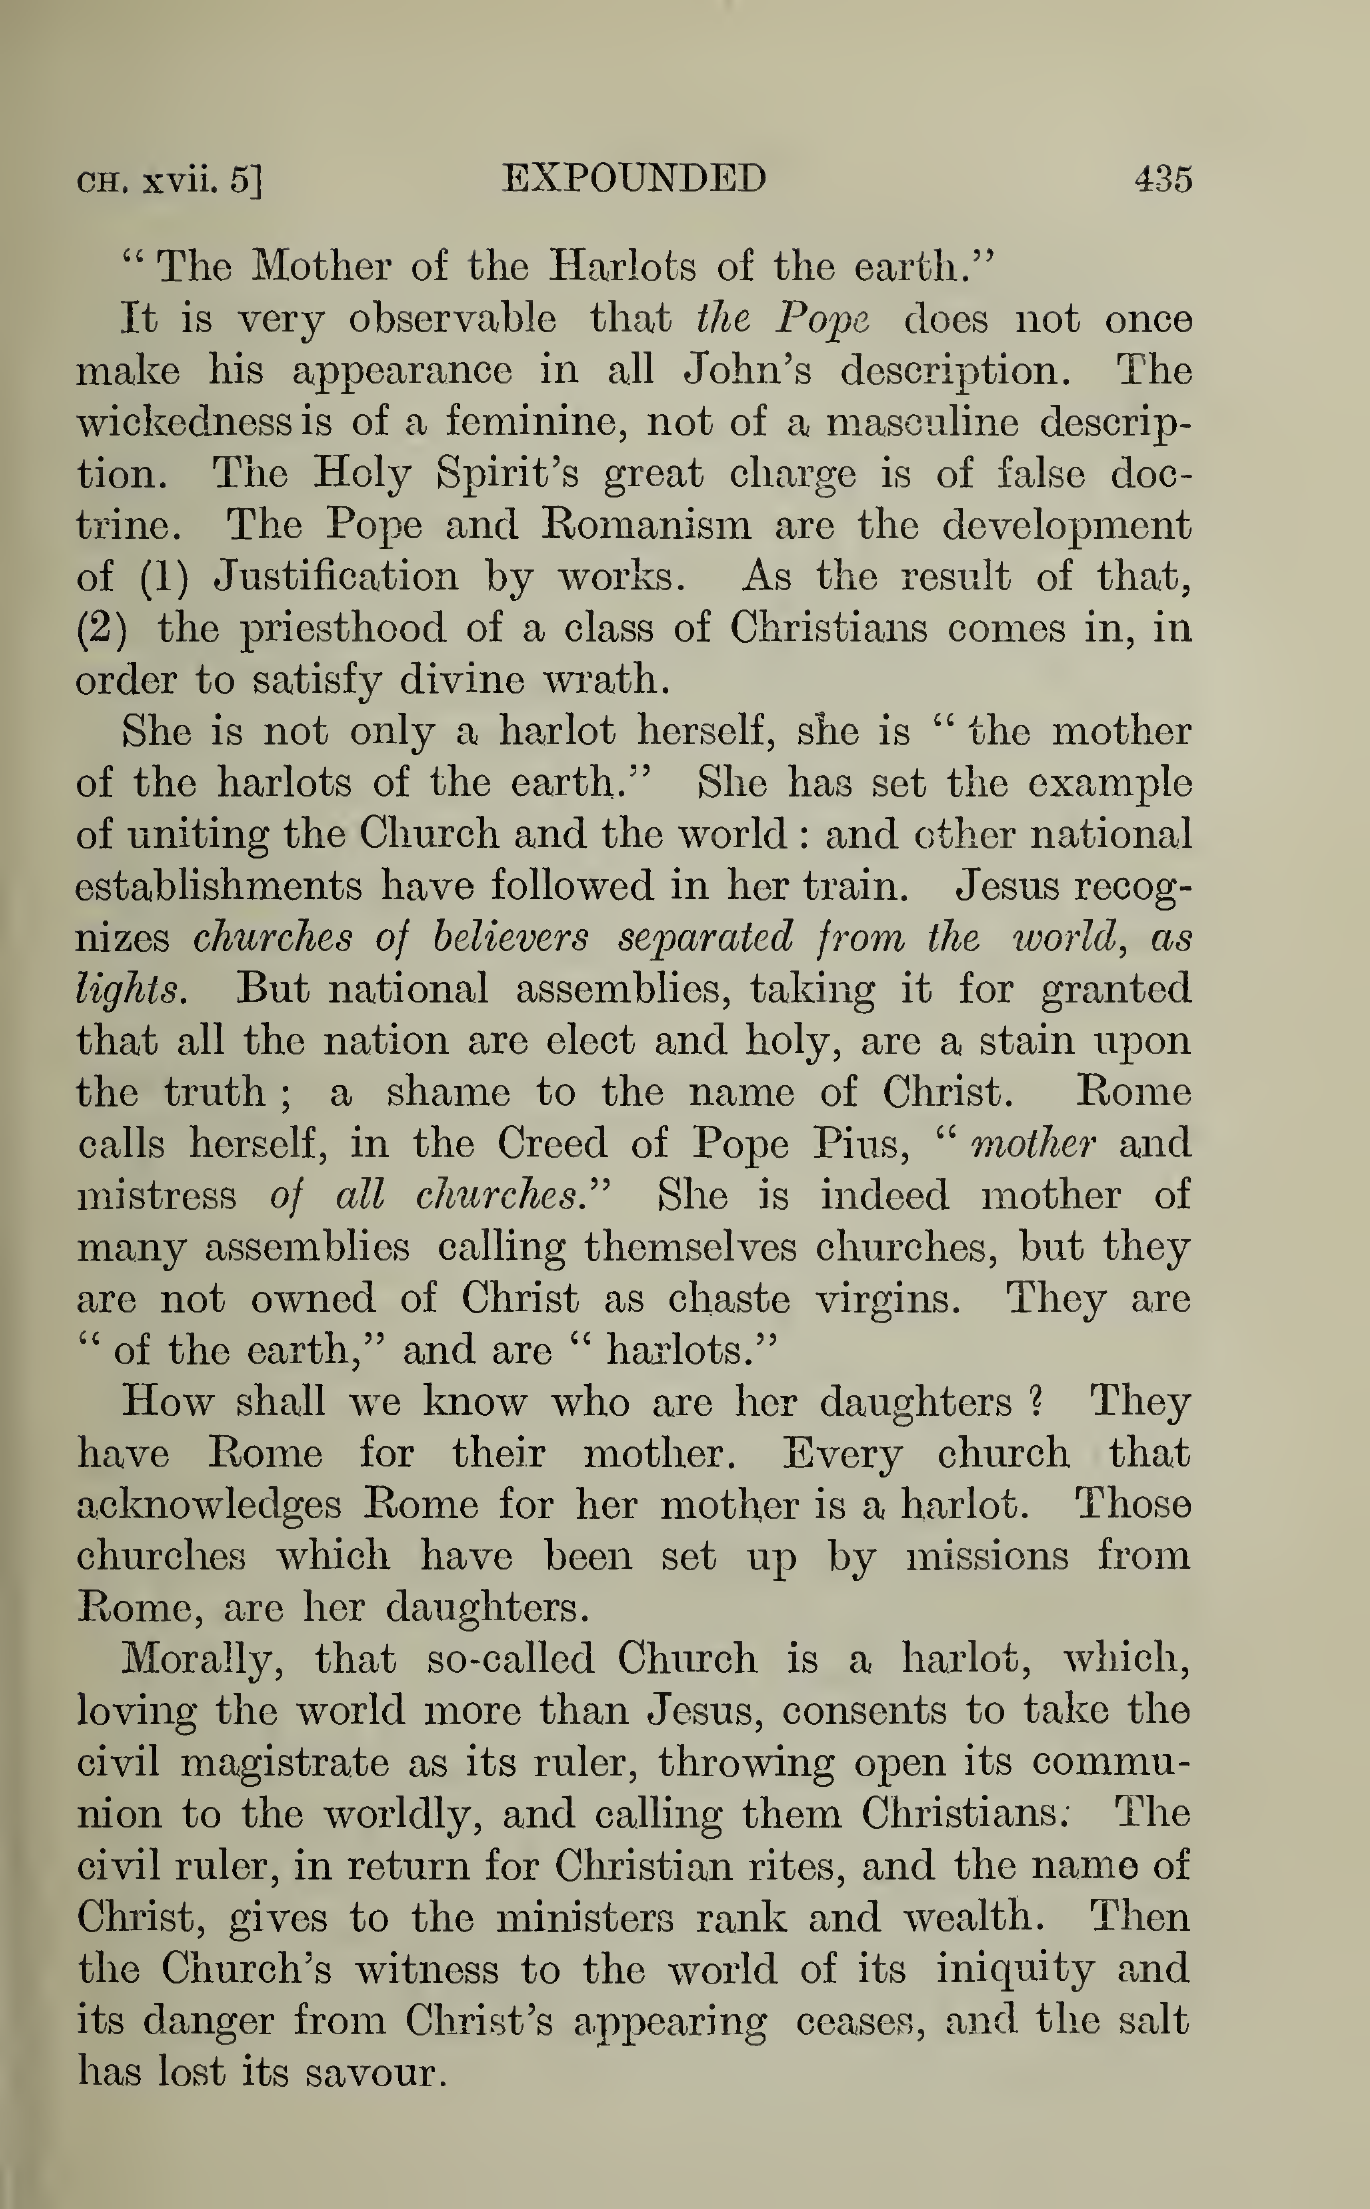 CH. xvii. 5] EXPOUNDED 435
“ The Mother of the Harlots of the earth.”
It is very observable that the Pope does not once
make his appearance in all John’s description. The
wickedness is of a feminine, not of a masculine descrip-
tion. The Holy Spirit’s great charge is of false doc-
trine. The Pope and Romanism are the development
of (1) Justification by works. As the result of that,
(2) the priesthood of a class of Christians comes in, in
order to satisfy divine wrath.
She is not only a harlot herself, she is “ the mother
of the harlots of the earth.” She has set the example
of uniting the Church and the world : and other national
establishments have followed in her train. Jesus recog-
nizes churches of believers separated from the world, as
lights. But national assemblies, taking it for granted
that all the nation are elect and holy, are a stain upon
the truth ; a shame to the name of Christ. Rome
calls herself, in the Creed of Pope Pius, “ mother and
mistress of all churches.” She is indeed mother of
many assemblies calling themselves churches, but they
are not owned of Christ as chaste virgins. They are
“ of the earth,” and are “ harlots.”
How shall we know who are her daughters ? They
have Rome for their mother. Every church that
acknowledges Rome for her mother is a harlot. Those
churches which have been set up by missions from
Rome, are her daughters.
Morally, that so-called Church is a harlot, which,
loving the world more than Jesus, consents to take the
civil magistrate as its ruler, throwing open its commu-
nion to the worldly, and calling them Christians. The
civil ruler, in return for Christian rites, and the name of
Christ, gives to the ministers rank and wealth. Then
the Church’s witness to the world of its iniquity and
its danger from Christ’s appearing ceases, and the salt
has lost its savour.